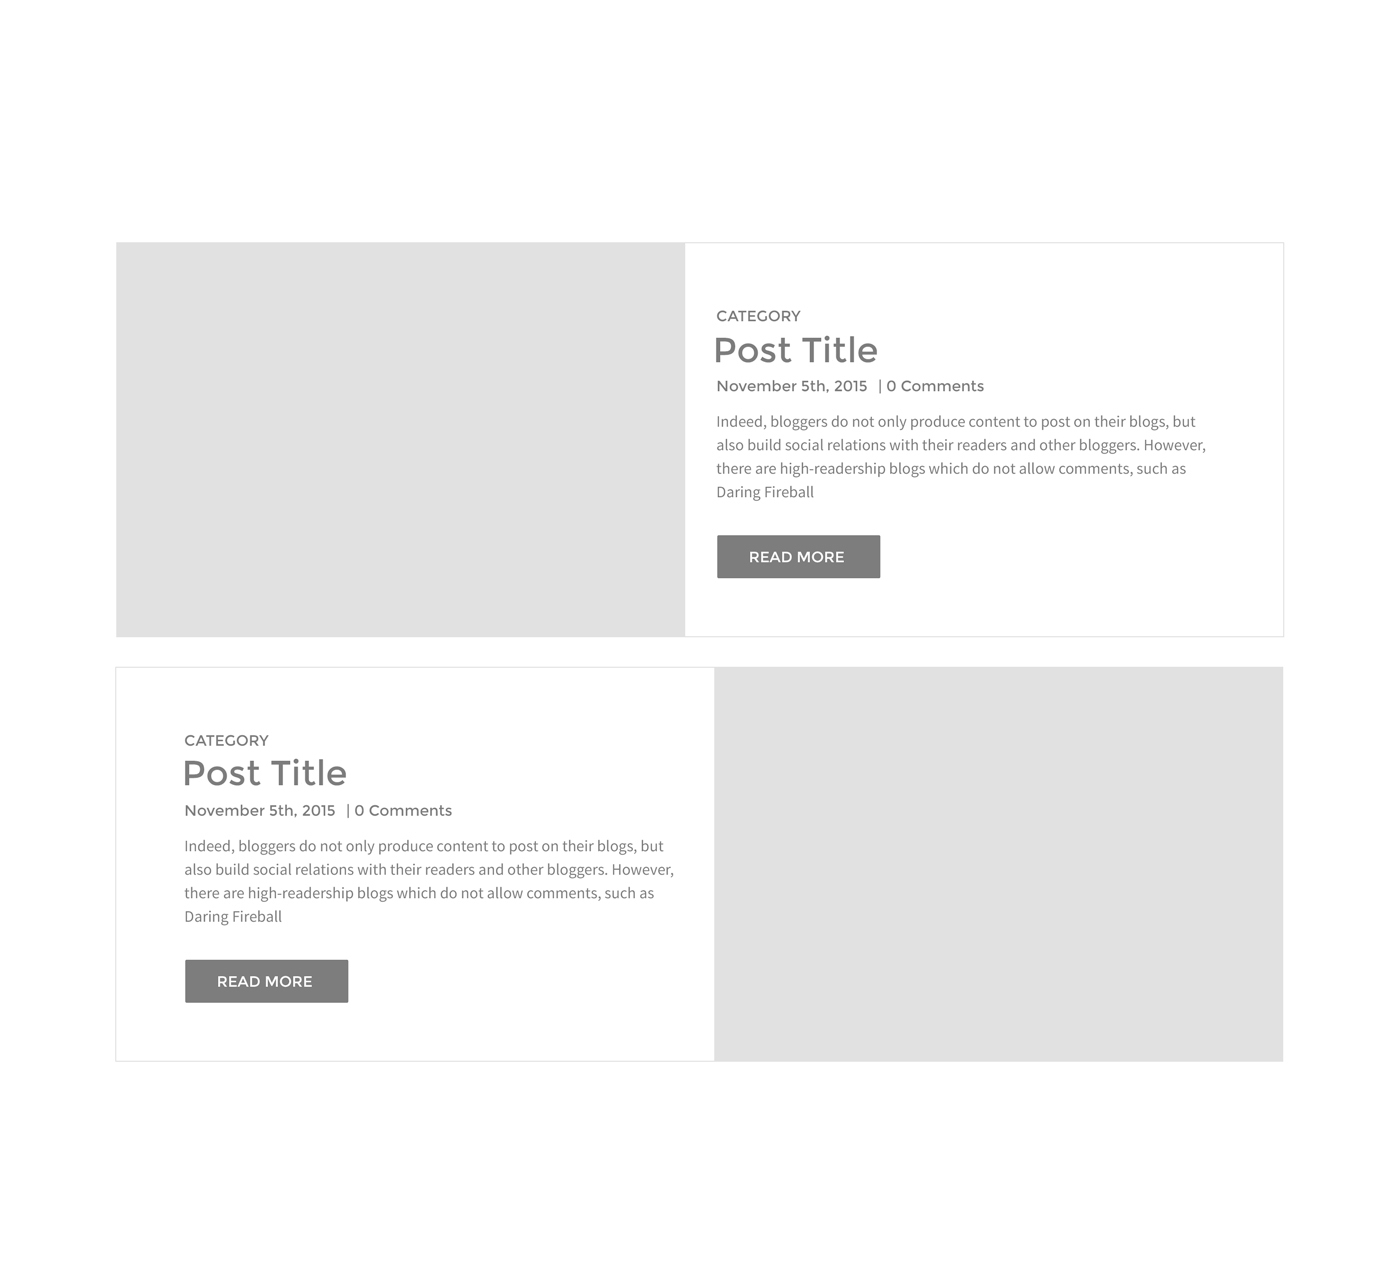 CATEGORY
Post Title
November 5th, 2015 | 0 Comments
Indeed, bloggers do not only produce content to post on their blogs, but
also build social relations with their readers and other bloggers. However,
there are high-readership blogs which do not allow comments, such as
Daring Fireball
READ MORE
CATEGORY
Post Title
November 5th, 2015 | 0 Comments
Indeed, bloggers do not only produce content to post on their blogs, but
also build social relations with their readers and other bloggers. However,
there are high-readership blogs which do not allow comments, such as
Daring Fireball
READ MORE